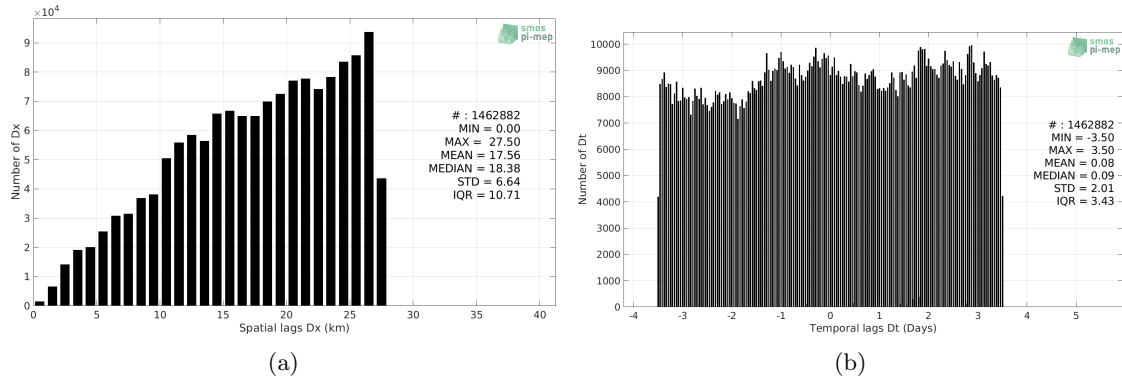 ×10⁴
smos
pi-mep
9
8
7
6
5
4
3
2
1
0
Number of Dx
# : 1462882
MIN = 0.00
MAX = 27.50
MEAN = 17.56
MEDIAN = 18.38
STD = 6.64
IQR = 10.71
0 5 10 15 20 25 30 35 40
Spatial lags Dx (km)
(a)
smos
pi-mep
10000
9000
8000
7000
6000
5000
4000
3000
2000
1000
0
Number of Dt
# : 1462882
MIN = -3.50
MAX = 3.50
MEAN = 0.08
MEDIAN = 0.09
STD = 2.01
IQR = 3.43
-4 -3 -2 -1 0 1 2 3 4 5
Temporal lags Dt (Days)
(b)